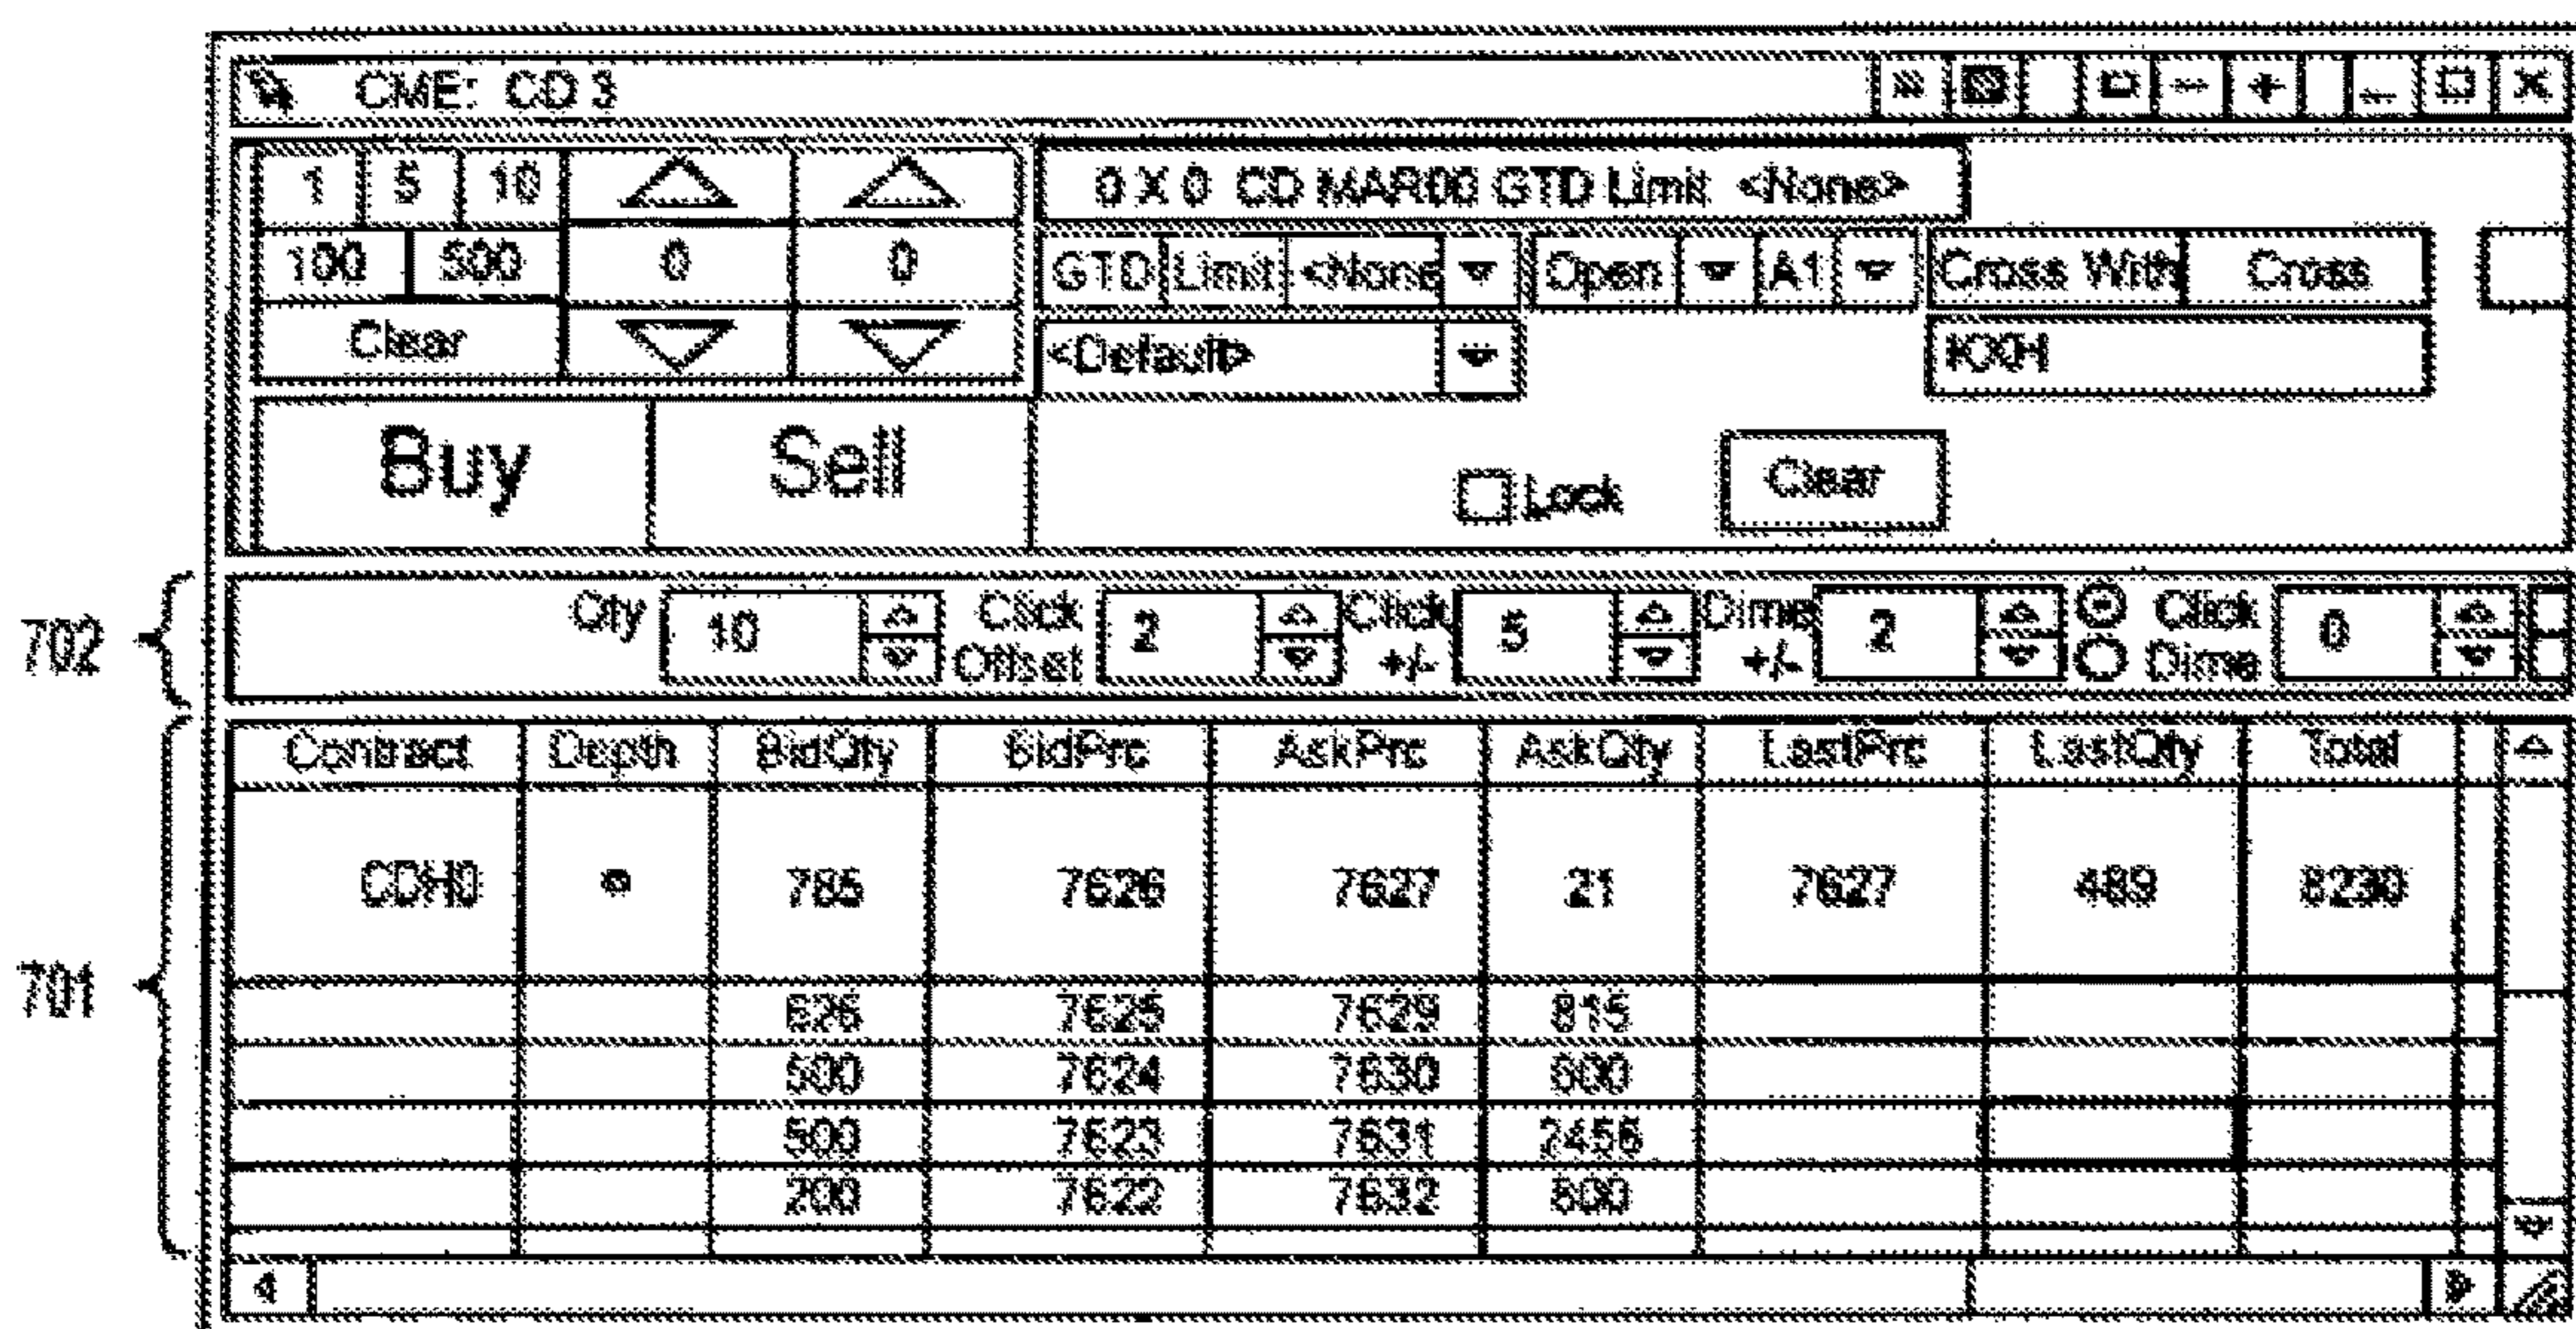 CME: CD 3
1 5 10
0 X 0 CD MAR00 GTD Limit <None>
100 500 0 0 GTD Limit <None Open A1 Cross With Cross
Clear <Default> KXH
Buy Sell Lock Clear
702 Qty 10 Click Offset 2 Click +/- 5 Dime +/- 2 Click Dime 0
Contract Depth BidQty BidPrc AskPrc AskQty LastPrc LastQty Total
CDH0 785 7626 7627 21 7627 489 8230
701
7625 7629 815
500 7624 7630 600
500 7623 7631 2456
200 7622 7632 800